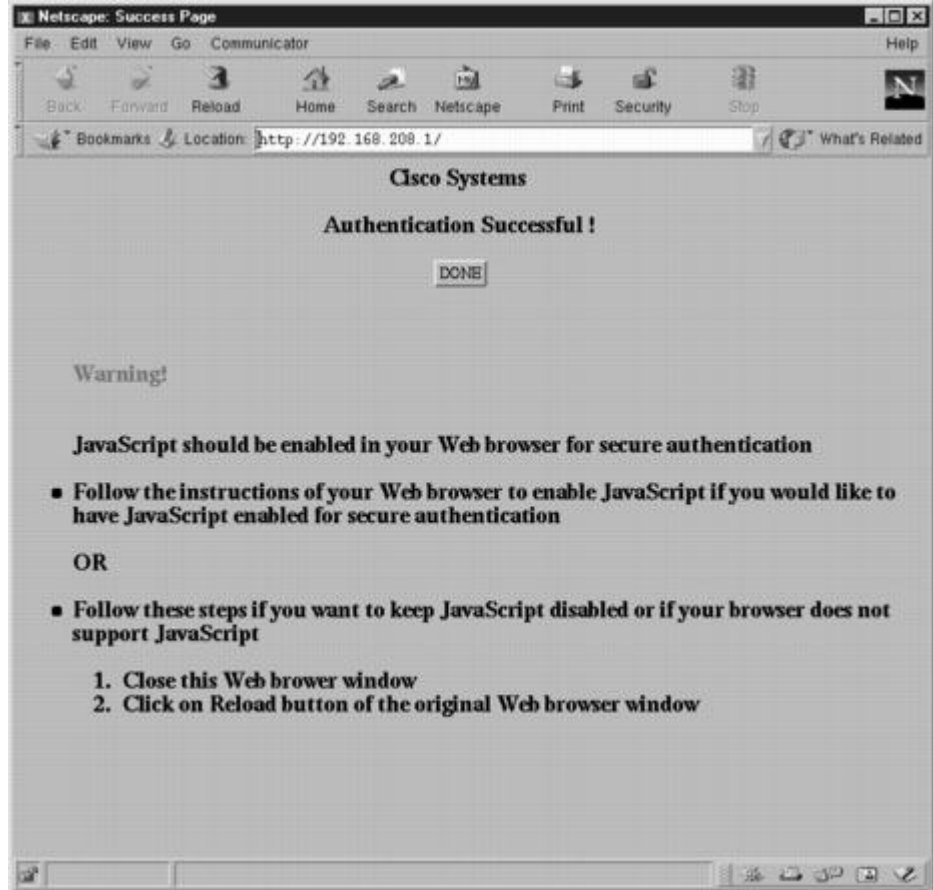 Netscape: Success Page
File Edit View Go Communicator Help
Back Forward Reload Home Search Netscape Print Security Stop
N
Bookmarks Location: http://192.168.208.1/ What's Related
Cisco Systems
Authentication Successful !
DONE
Warning!
JavaScript should be enabled in your Web browser for secure authentication
Follow the instructions of your Web browser to enable JavaScript if you would like to
have JavaScript enabled for secure authentication
OR
Follow these steps if you want to keep JavaScript disabled or if your browser does not
support JavaScript
1. Close this Web brower window
2. Click on Reload button of the original Web browser window